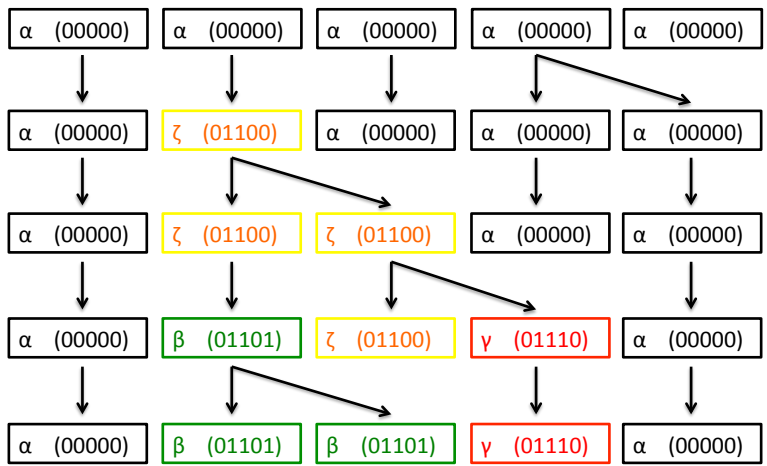 α (00000) α (00000) α (00000) α (00000) α (00000)
α (00000) ζ (01100) α (00000) α (00000) α (00000)
α (00000) ζ (01100) ζ (01100) α (00000) α (00000)
α (00000) β (01101) ζ (01100) γ (01110) α (00000)
α (00000) β (01101) β (01101) γ (01110) α (00000)